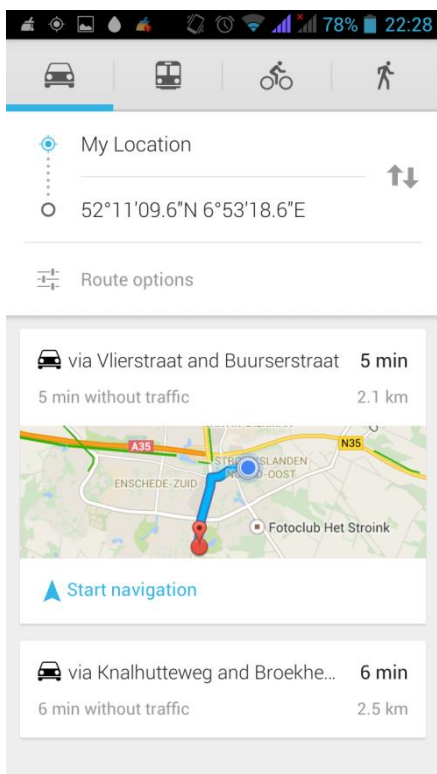 78% 22:28
My Location
52°11'09.6"N 6°53'18.6"E
Route options
via Vlierstraat and Buurserstraat 5 min
5 min without traffic 2.1 km
A35
N35
ENSCHEDE-ZUID
Fotoclub Het Stroink
Start navigation
via Knalhutteweg and Broekhe... 6 min
6 min without traffic 2.5 km